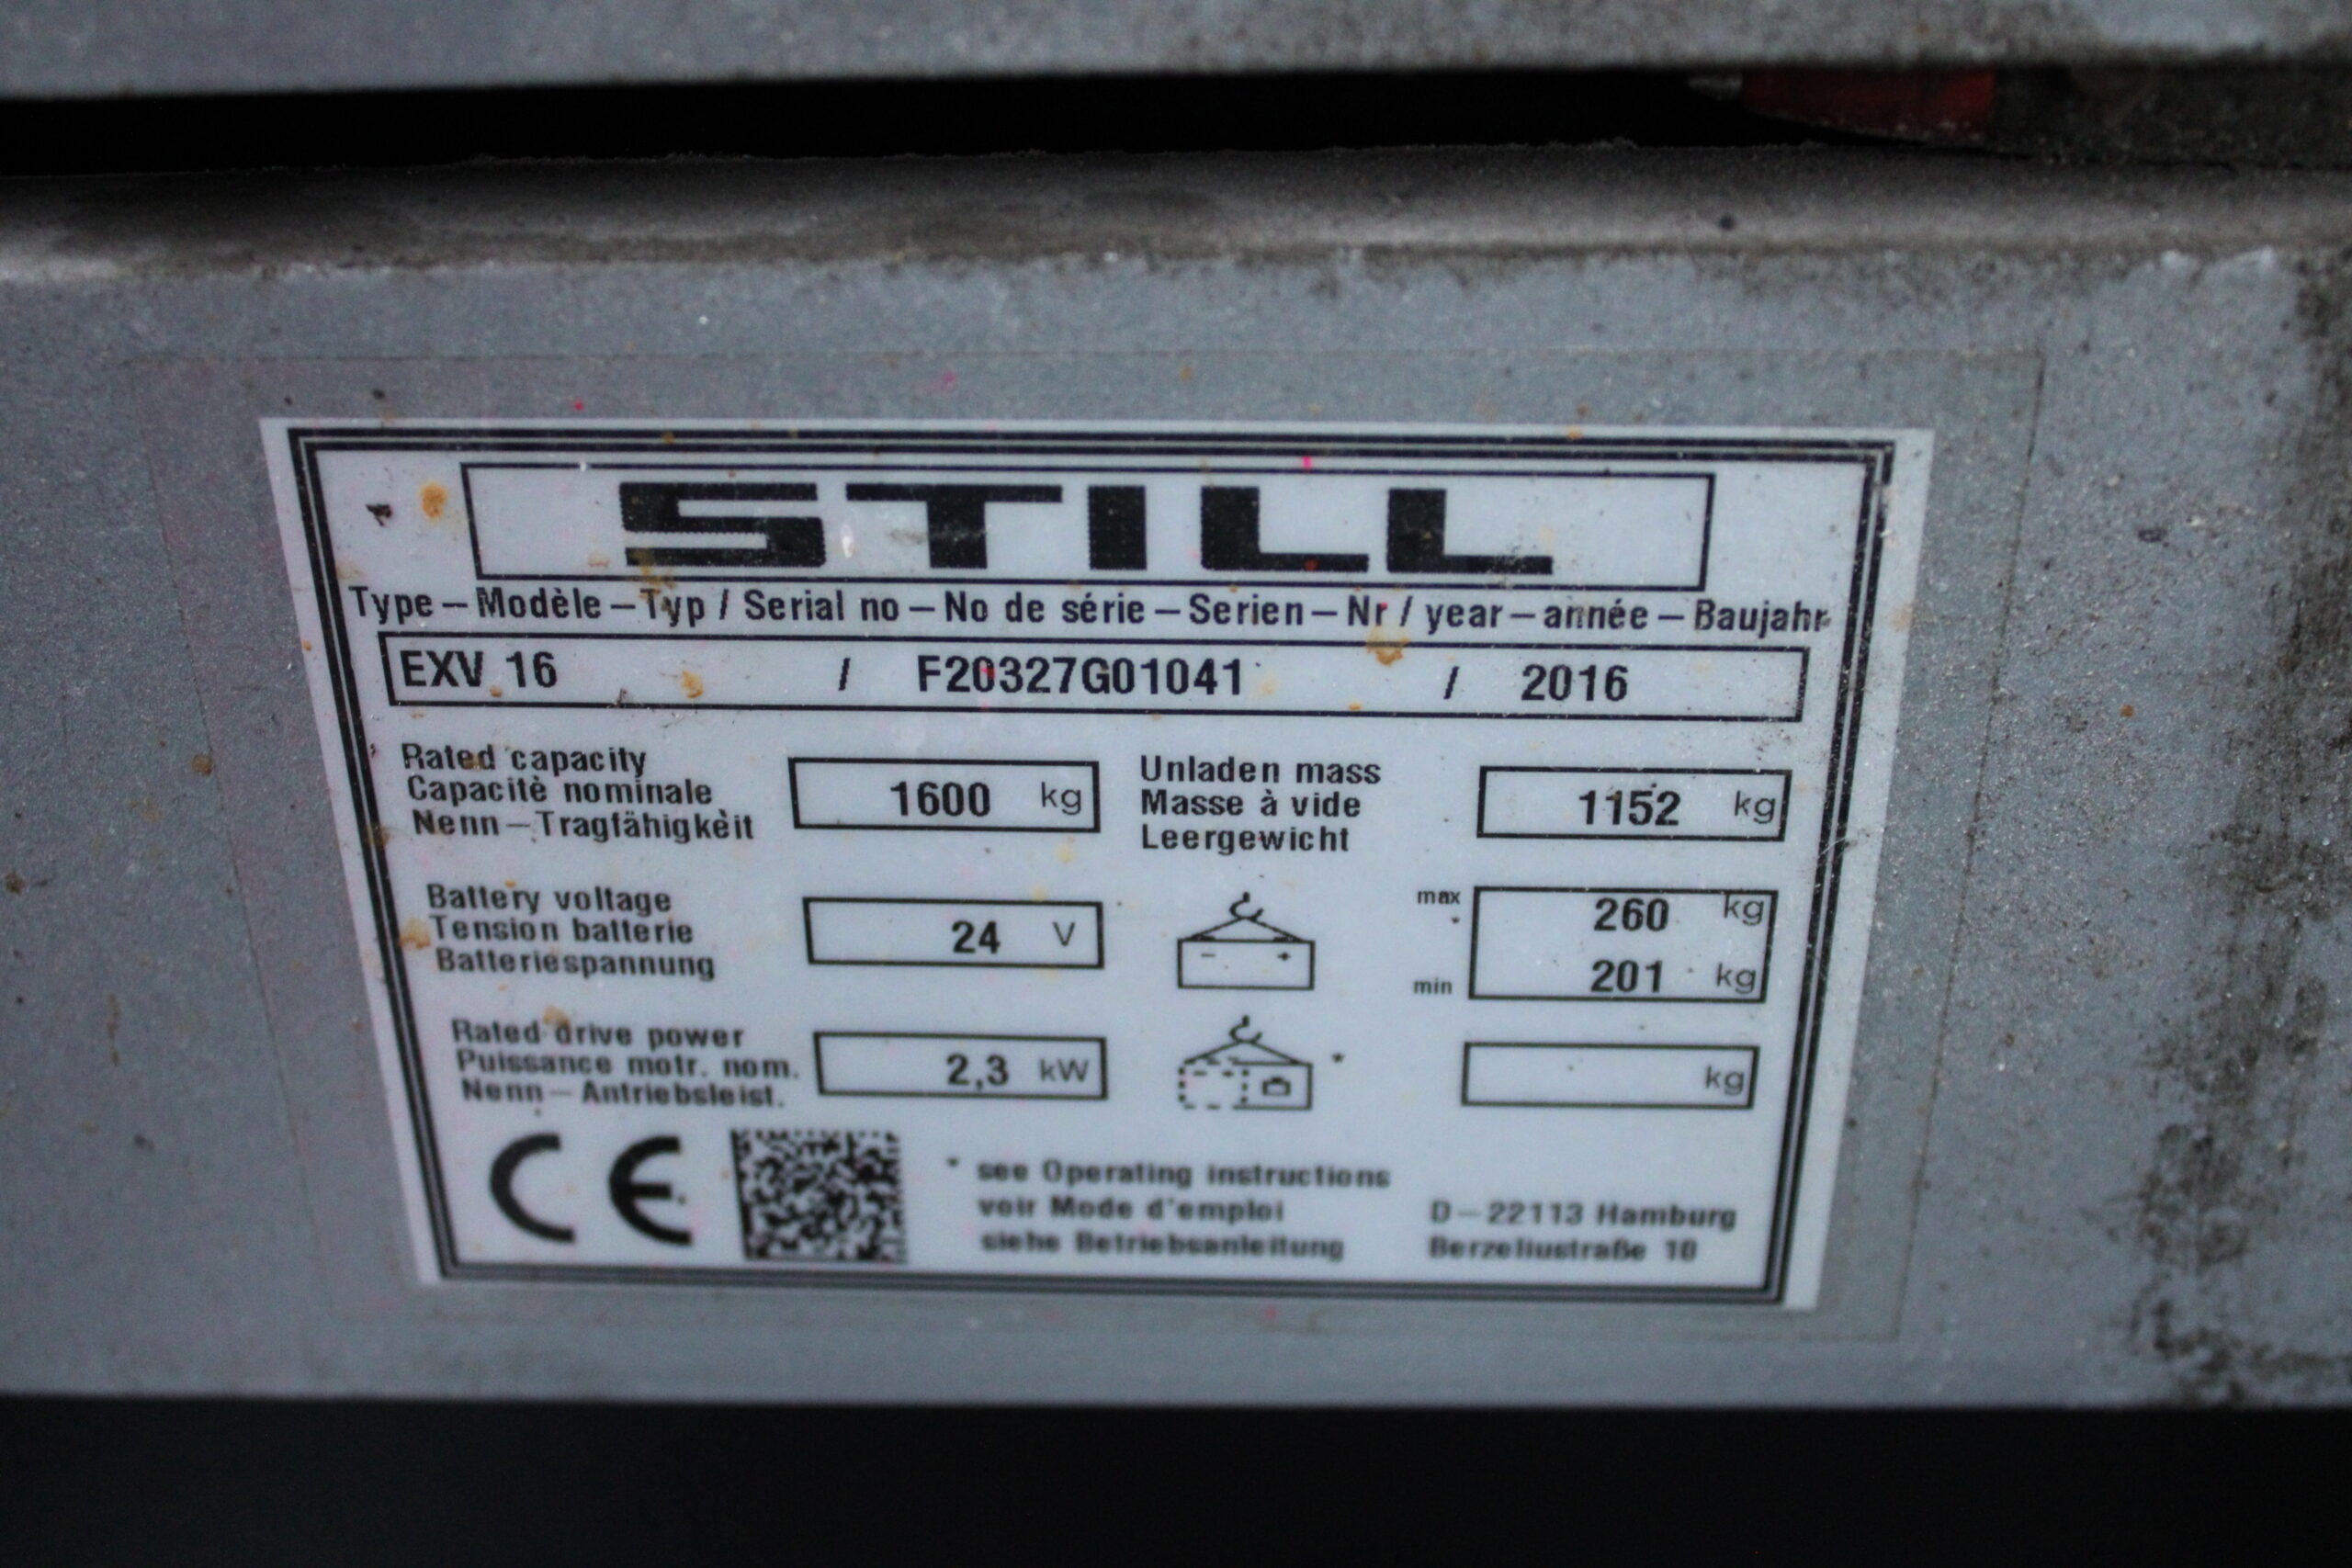 STILL
Type – Modèle – Typ / Serial no – No de série – Serien – Nr / year – année – Baujahr
EXV 16 / F20327G01041 / 2016
Rated capacity
Capacitè nominale
Nenn – Tragfähigkèit
1600 kg
Unladen mass
Masse à vide
Leergewicht
1152 kg
Battery voltage
Tension batterie
Batteriespannung
24 V
- +
max
*
260 kg
min
201 kg
Rated drive power
Puissance motr. nom.
Nenn – Antriebsleist.
2,3 kW
*
kg
CE
* see Operating instructions
voir Mode d'emploi
siehe Betriebsanleitung
D – 22113 Hamburg
Berzeliustraße 10